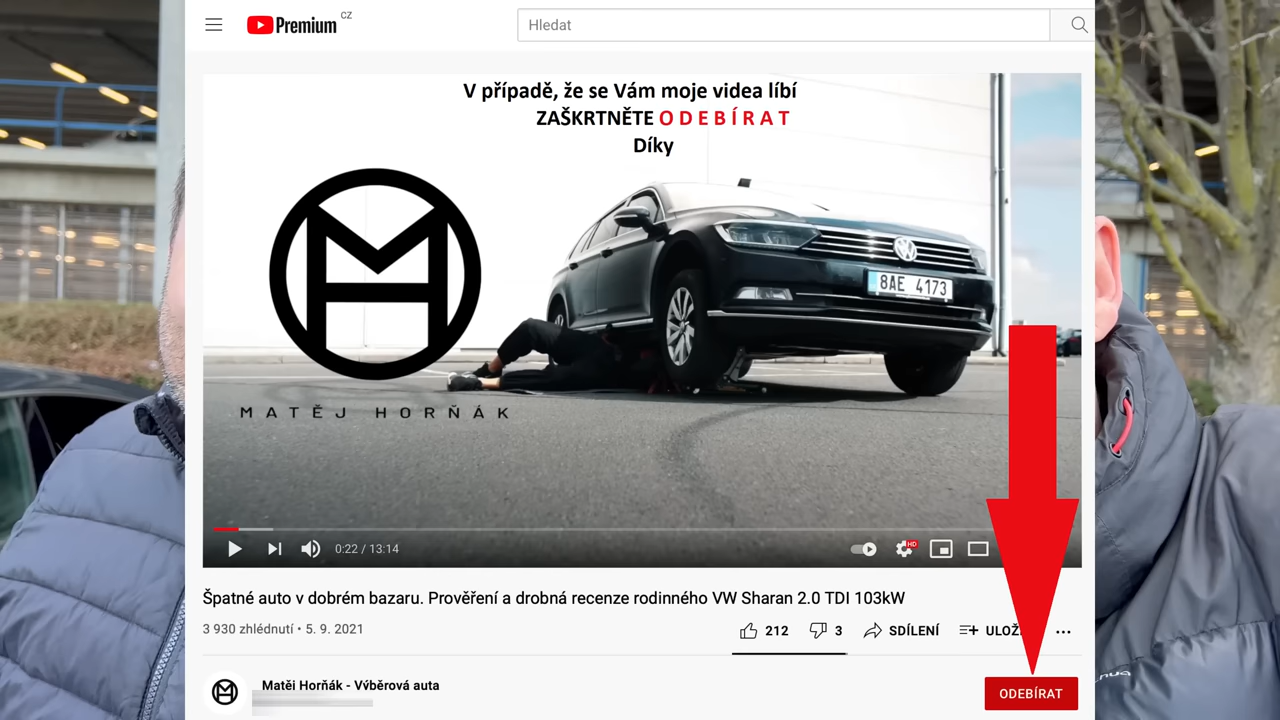 Premium CZ
Hledat
V případě, že se Vám moje videa líbí
ZAŠKRTNĚTE O D E B Í R A T
Díky
8AE 4173
MATĚJ HORŇÁK
HD
0:22 / 13:14
Špatné auto v dobrém bazaru. Prověření a drobná recenze rodinného VW Sharan 2.0 TDI 103kW
3 930 zhlédnutí • 5. 9. 2021
212
3
SDÍLENÍ
Matěj Horňák - Výběrová auta
ODEBÍRAT